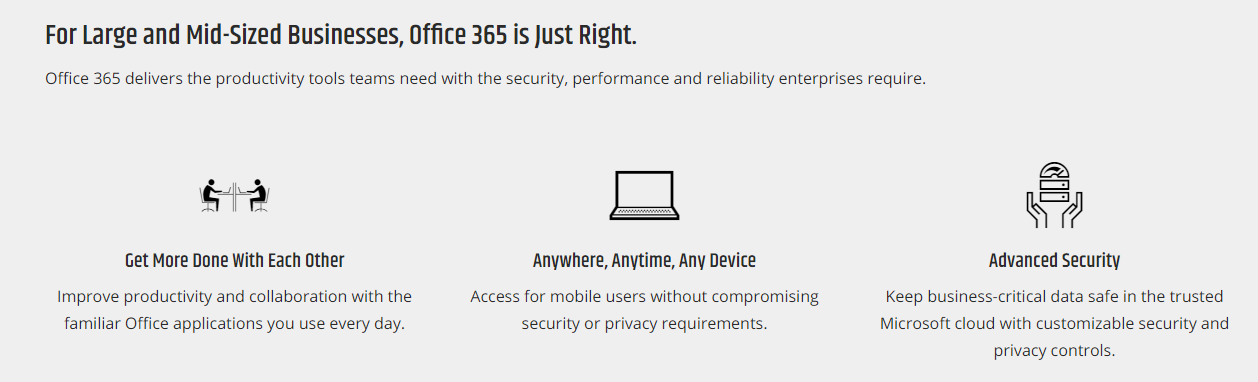 For Large and Mid-Sized Businesses, Office 365 is Just Right.
Office 365 delivers the productivity tools teams need with the security, performance and reliability enterprises require.
Get More Done With Each Other
Improve productivity and collaboration with the
familiar Office applications you use every day.
Anywhere, Anytime, Any Device
Access for mobile users without compromising
security or privacy requirements.
Advanced Security
Keep business-critical data safe in the trusted
Microsoft cloud with customizable security and
privacy controls.